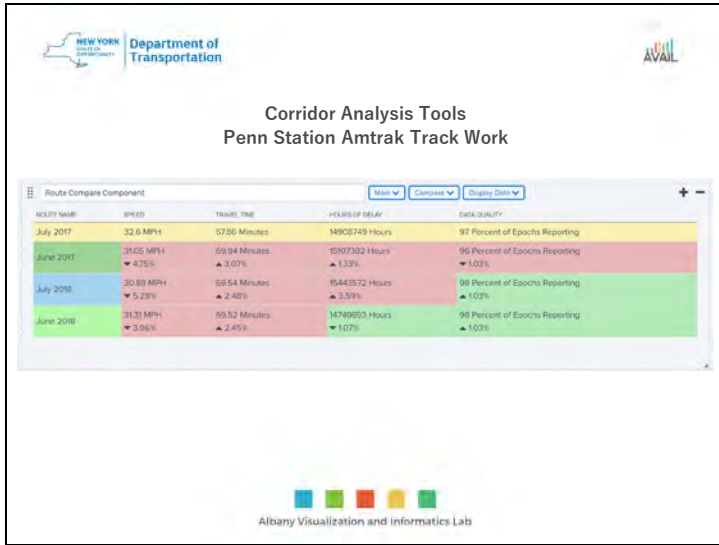 NEW YORK
STATE OF
OPPORTUNITY
Department of
Transportation
AVAIL
Corridor Analysis Tools
Penn Station Amtrak Track Work
Route Compare Component Main Compare Display Data + −
ROUTE NAME SPEED TRAVEL TIME HOURS OF DELAY DATA QUALITY
July 2017 32.6 MPH 67.86 Minutes 14908749 Hours 97 Percent of Epochs Reporting
June 2017 31.05 MPH 69.94 Minutes 15107392 Hours 96 Percent of Epochs Reporting
▼ 4.75% ▲ 3.07% ▲ 1.33% ▼ 1.03%
July 2018 30.88 MPH 69.54 Minutes 15443572 Hours 98 Percent of Epochs Reporting
▼ 5.28% ▲ 2.48% ▲ 3.59% ▲ 1.03%
June 2018 31.31 MPH 69.52 Minutes 14749893 Hours 98 Percent of Epochs Reporting
▼ 3.96% ▲ 2.45% ▼ 1.07% ▲ 1.03%
Albany Visualization and Informatics Lab